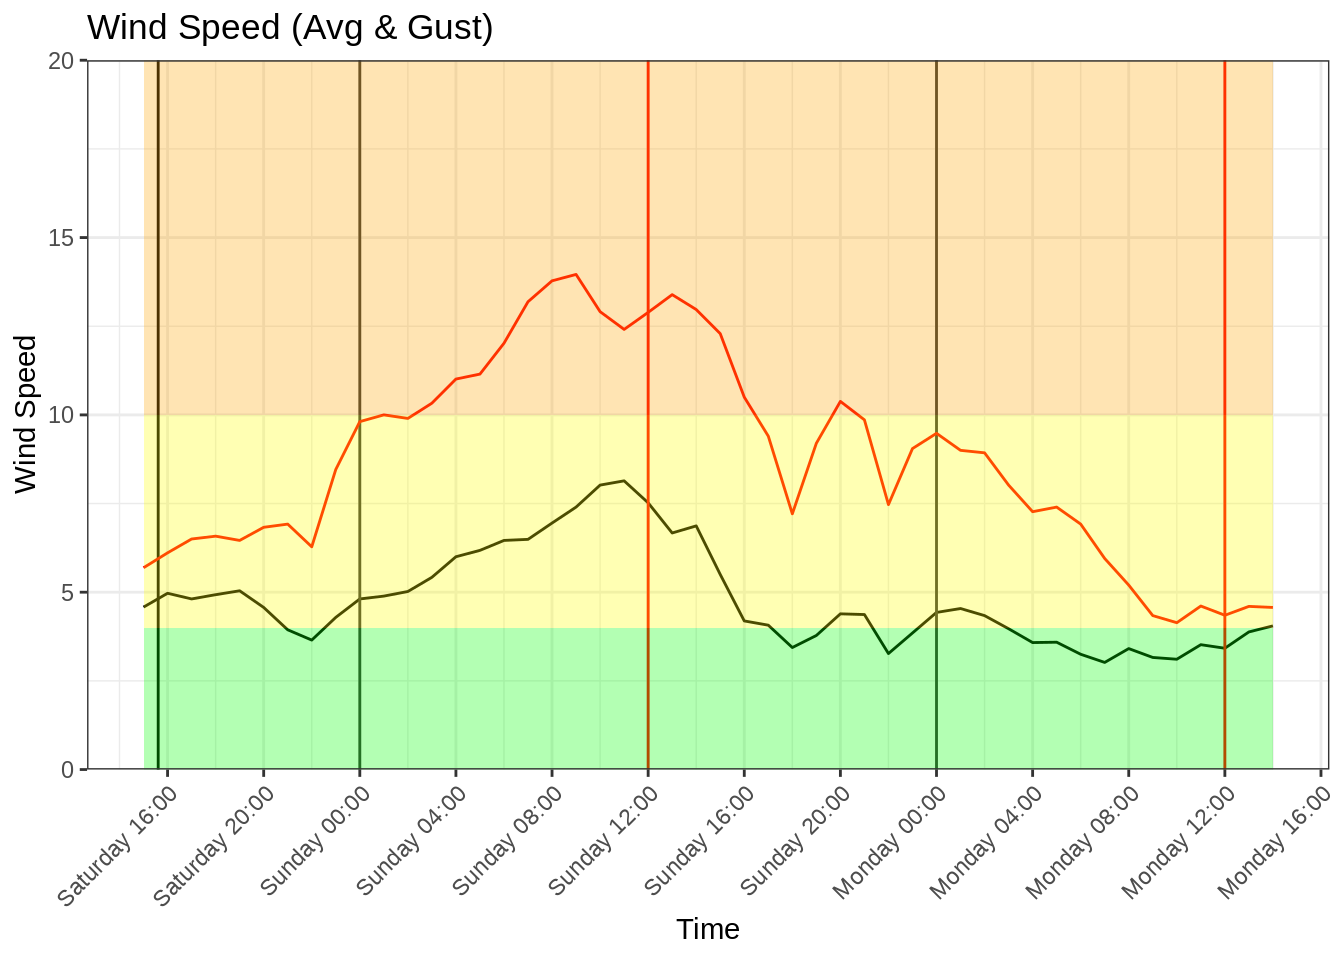 Wind Speed (Avg & Gust)
20
15
10
5
0
Wind Speed
Saturday 16:00
Saturday 20:00
Sunday 00:00
Sunday 04:00
Sunday 08:00
Sunday 12:00
Sunday 16:00
Sunday 20:00
Monday 00:00
Monday 04:00
Monday 08:00
Monday 12:00
Monday 16:00
Time